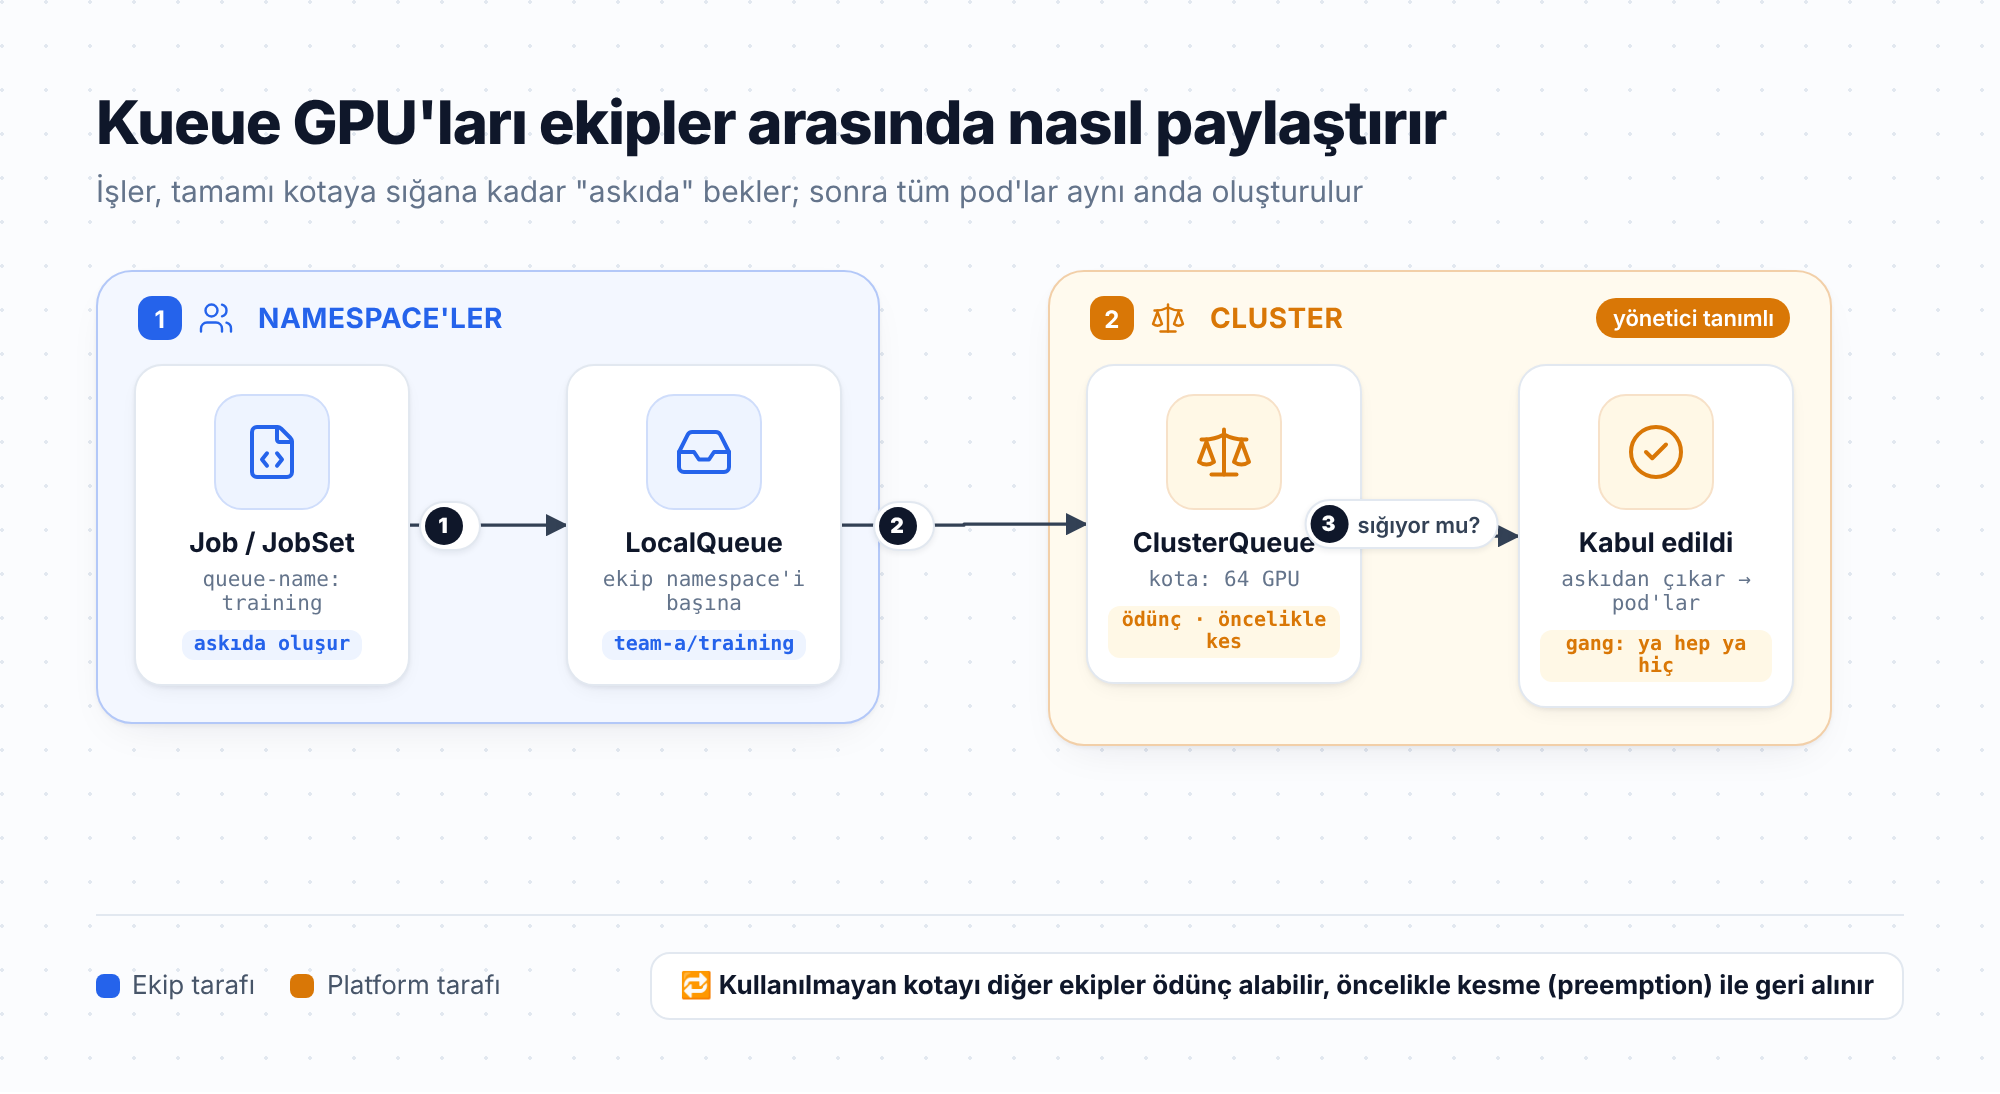 Kueue GPU'ları ekipler arasında nasıl paylaştırır
İşler, tamamı kotaya sığana kadar "askıda" bekler; sonra tüm pod'lar aynı anda oluşturulur
1 NAMESPACE'LER
Job / JobSet
queue-name:
training
askıda oluşur
1
LocalQueue
ekip namespace'i
başına
team-a/training
2
2 CLUSTER
yönetici tanımlı
ClusterQueue
kota: 64 GPU
ödünç · öncelikle
kes
3 sığıyor mu?
Kabul edildi
askıdan çıkar →
pod'lar
gang: ya hep ya
hiç
Ekip tarafı
Platform tarafı
🔁 Kullanılmayan kotayı diğer ekipler ödünç alabilir, öncelikle kesme (preemption) ile geri alınır